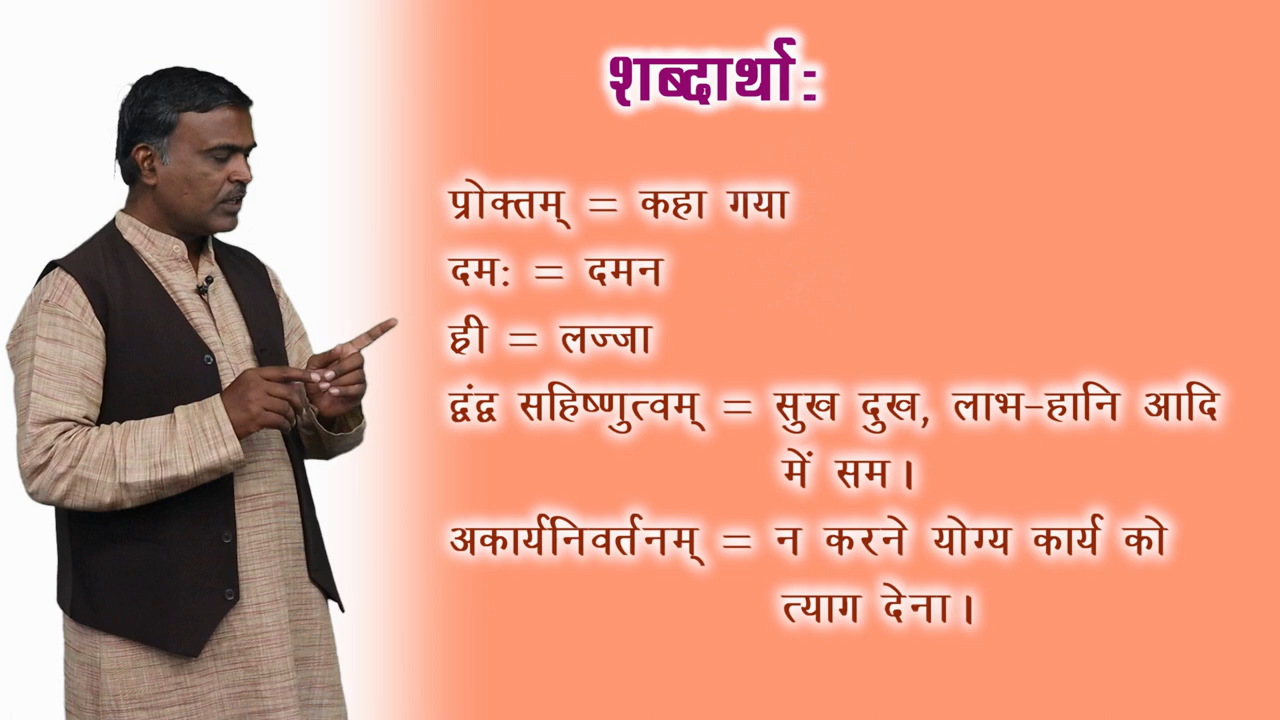 शब्दार्थाः
प्रोक्तम् = कहा गया
दमः = दमन
ह्री = लज्जा
द्वंद्व सहिष्णुत्वम् = सुख दुख, लाभ-हानि आदि
में सम।
अकार्यनिवर्तनम् = न करने योग्य कार्य को
त्याग देना।